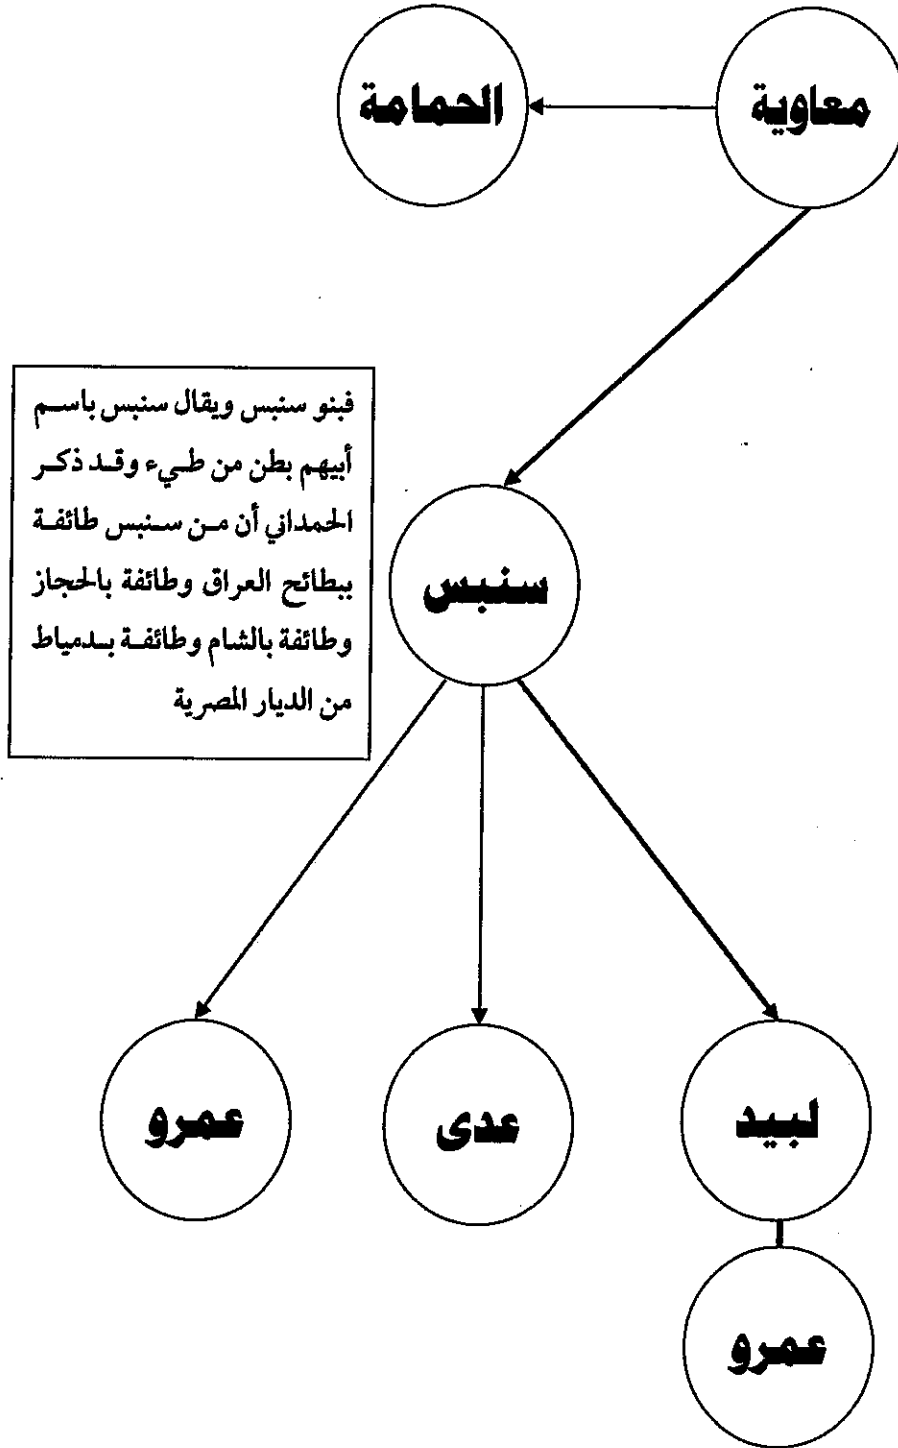 معاوية
الحمامة
فبنو سنبس ويقال سنبس باسم
أبيهم بطن من طيء وقد ذكر
الحمداني أن من سنبس طائفة
ببطائح العراق وطائفة بالحجاز
وطائفة بالشام وطائفة بدمياط
من الديار المصرية
سنبس
لبيد
عدى
عمرو
عمرو